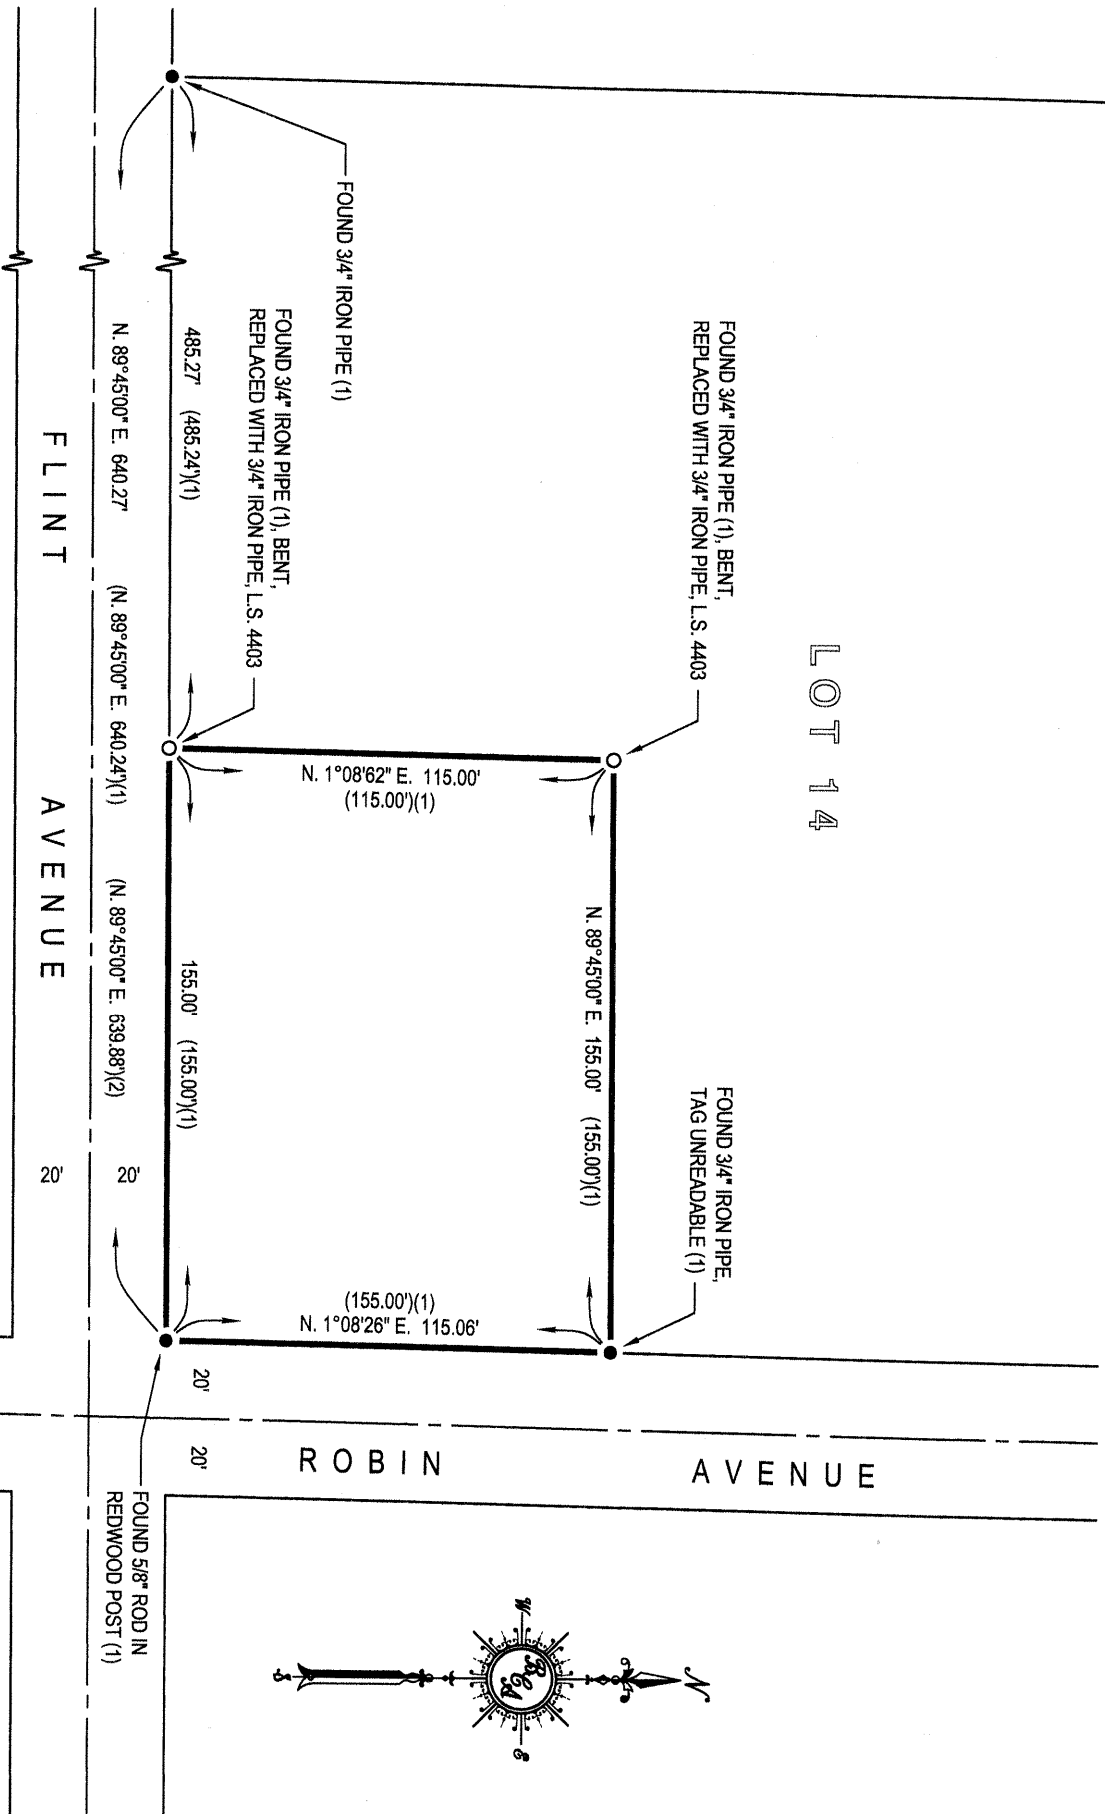 FOUND 3/4" IRON PIPE (1)
FOUND 3/4" IRON PIPE (1), BENT,
REPLACED WITH 3/4" IRON PIPE, L.S. 4403
FOUND 3/4" IRON PIPE (1), BENT,
REPLACED WITH 3/4" IRON PIPE, L.S. 4403
LOT 14
485.27' (485.24')(1)
N. 89°45'00" E. 640.27' (N. 89°45'00" E. 640.24')(1) (N. 89°45'00" E. 639.88')(2)
FLINT AVENUE
N. 1°08'62" E. 115.00'
(115.00')(1)
N. 89°45'00" E. 155.00' (155.00')(1)
155.00' (155.00')(1)
FOUND 3/4" IRON PIPE,
TAG UNREADABLE (1)
20'
20'
(155.00')(1)
N. 1°08'26" E. 115.06'
20'
20'
ROBIN AVENUE
FOUND 5/8" ROD IN
REDWOOD POST (1)
N
W
E
S